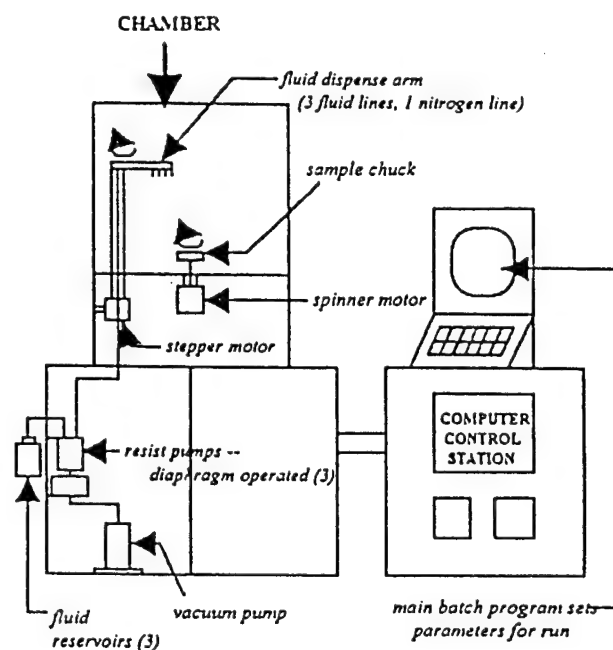 CHAMBER
fluid dispense arm
(3 fluid lines, 1 nitrogen line)
sample chuck
spinner motor
stepper motor
resist pumps --
diaphragm operated (3)
COMPUTER
CONTROL
STATION
vacuum pump
fluid
reservoirs (3)
main batch program sets
parameters for run